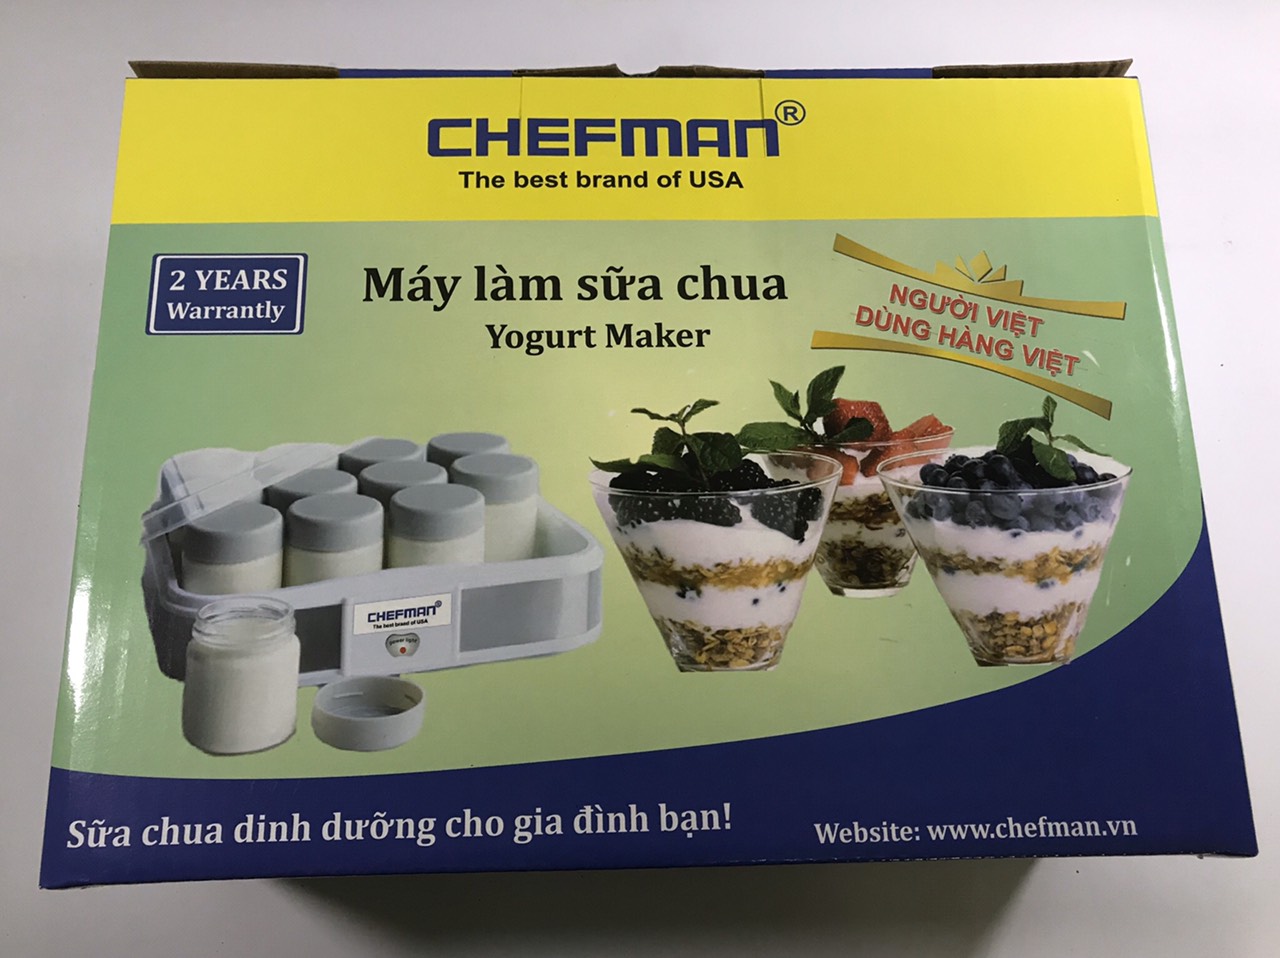 CHEFMAN®
The best brand of USA
2 YEARS
Warrantly
Máy làm sữa chua
Yogurt Maker
NGƯỜI VIỆT
DÙNG HÀNG VIỆT
CHEFMAN®
The best brand of USA
power light
Sữa chua dinh dưỡng cho gia đình bạn!
Website: www.chefman.vn